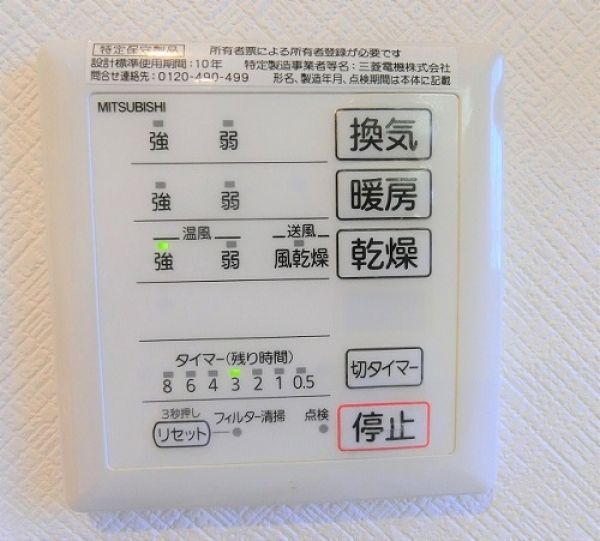 特定保守製品 所有者票による所有者登録が必要です
設計標準使用期間:10年 特定製造事業者等名:三菱電機株式会社
問合せ連絡先:0120-490-499 形名、製造年月、点検期間は本体に記載
MITSUBISHI
強 弱 換気
強 弱 暖房
温風 送風
強 弱 風乾燥 乾燥
タイマー(残り時間)
8 6 4 3 2 1 0.5 切タイマー
3秒押し
リセット フィルター清掃 点検 停止